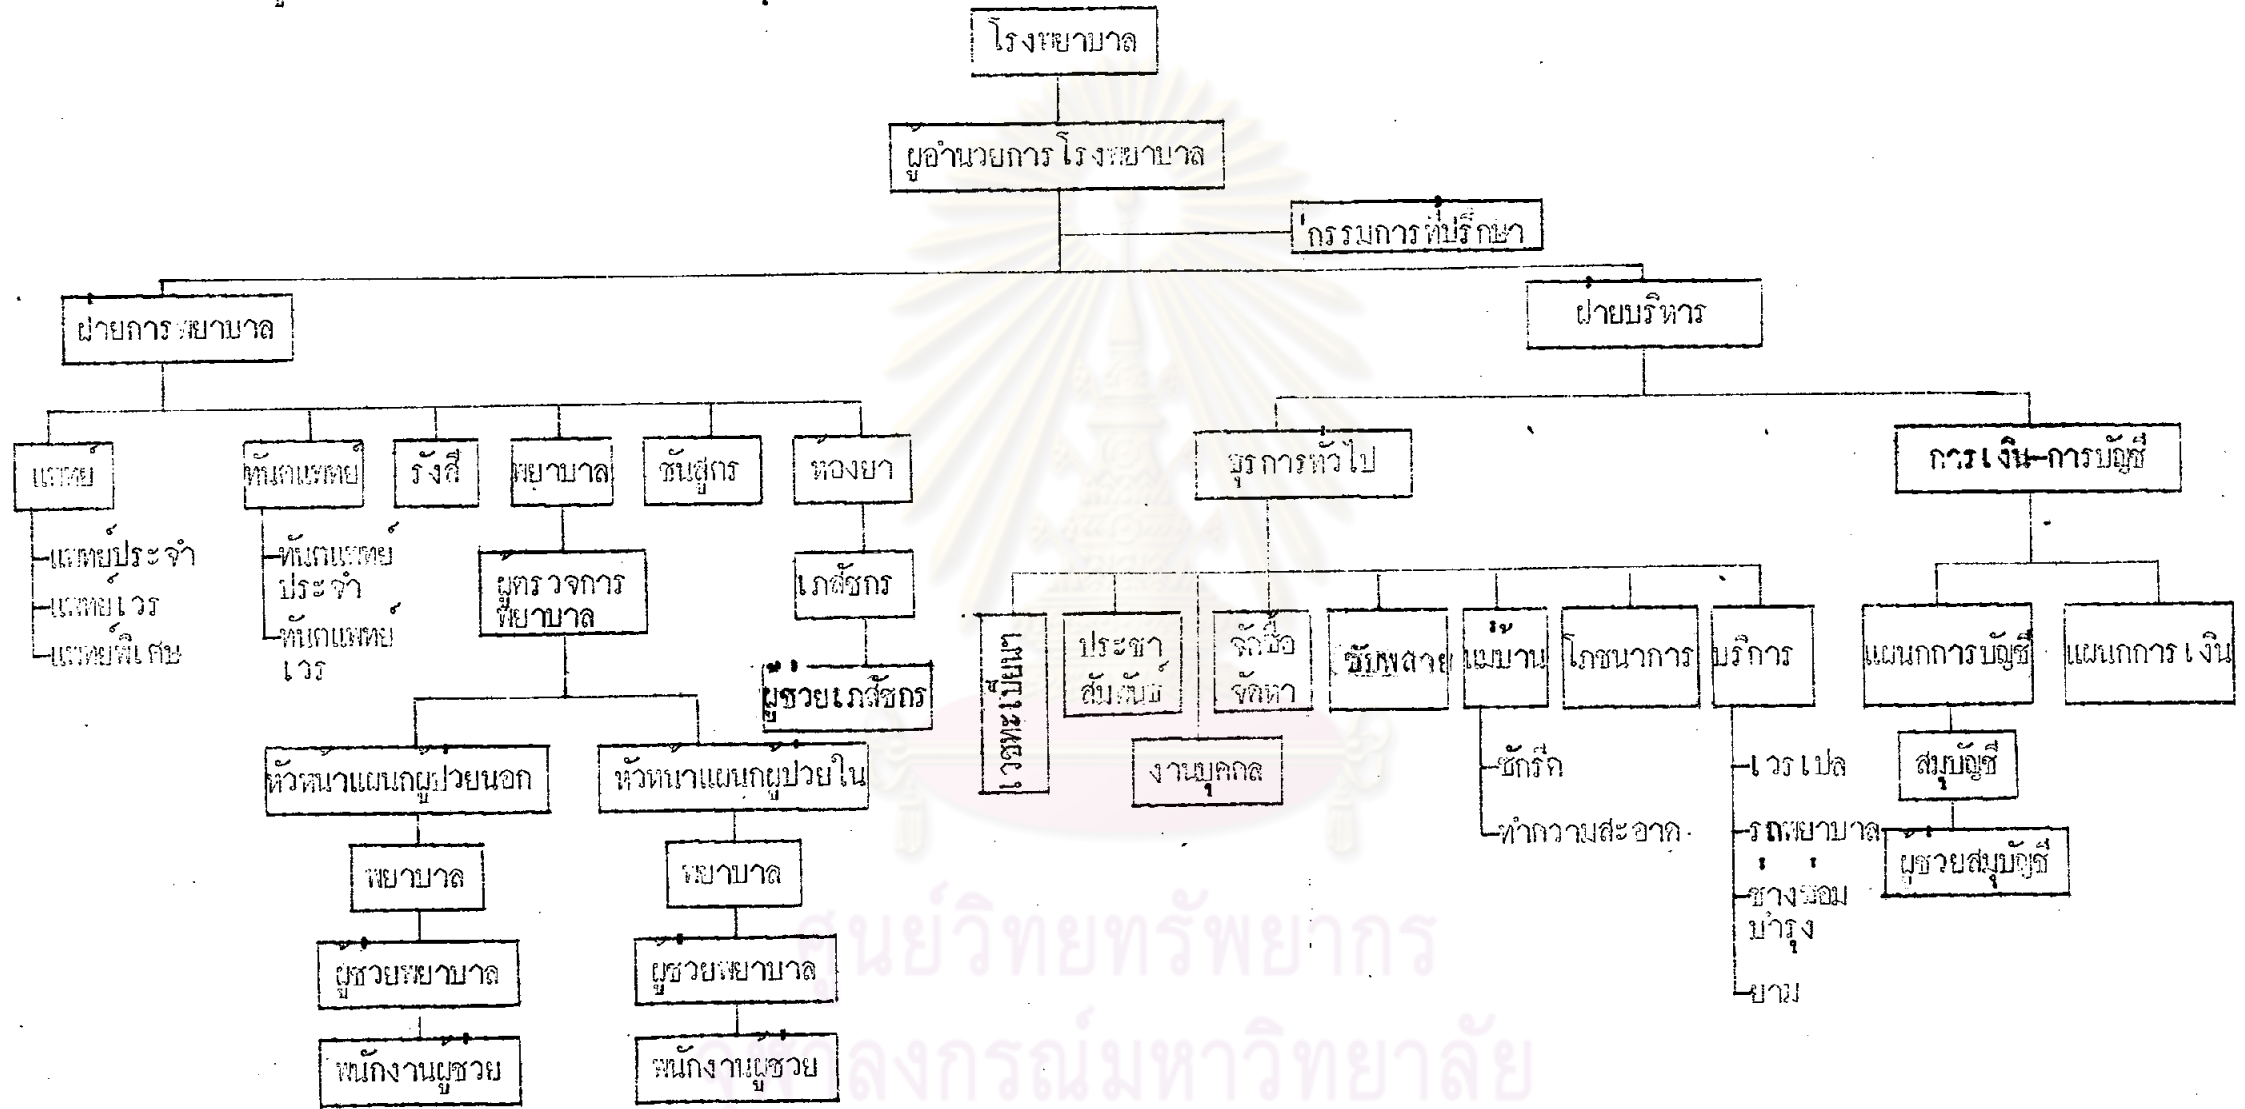 โรงพยาบาล
ผู้อำนวยการโรงพยาบาล
กรรมการที่ปรึกษา
ฝ่ายการพยาบาล
ฝ่ายบริหาร
แพทย์
ทันตแพทย์
รังสี
พยาบาล
ชันสูตร
ห้องยา
ธุรการทั่วไป
การเงิน-การบัญชี
แพทย์ประจำ
แพทย์เวร
แพทย์พิเศษ
ทันตแพทย์
ประจำ
ทันตแพทย์
เวร
ผู้ตรวจการ
พยาบาล
เภสัชกร
ผู้ช่วยเภสัชกร
หัวหน้าแผนกผู้ป่วยนอก
หัวหน้าแผนกผู้ป่วยใน
พยาบาล
พยาบาล
ผู้ช่วยพยาบาล
ผู้ช่วยพยาบาล
พนักงานผู้ช่วย
พนักงานผู้ช่วย
เวชทะเบียน
ประชา
สัมพันธ์
งานบุคคล
จัดซื้อ
จัดหา
ซัพพลาย
แม่บ้าน
โภชนาการ
บริการ
ซักรีด
ทำความสะอาด
เวรเปล
รถพยาบาล
ช่างซ่อม
บำรุง
ยาม
แผนกการบัญชี
แผนกการเงิน
สมุบัญชี
ผู้ช่วยสมุบัญชี
ศูนย์วิทยทรัพยากร
จุฬาลงกรณ์มหาวิทยาลัย